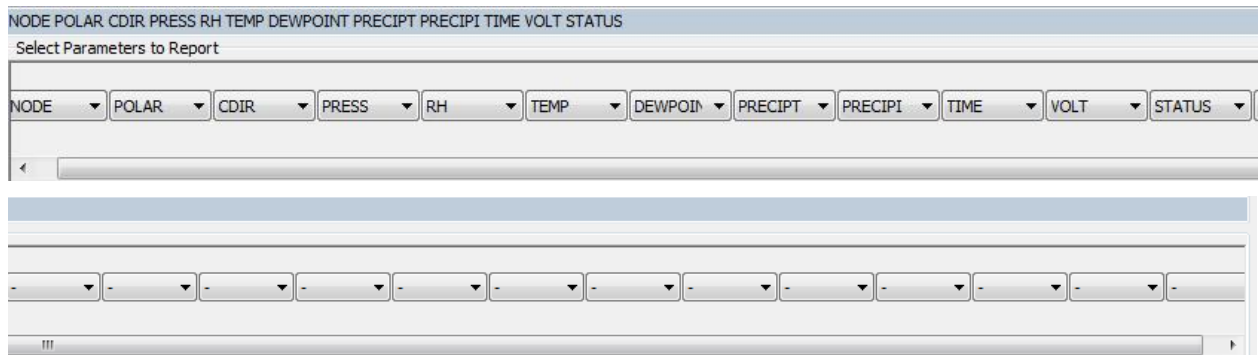 NODE POLAR CDIR PRESS RH TEMP DEWPOINT PRECIPT PRECIPI TIME VOLT STATUS
Select Parameters to Report
NODE POLAR CDIR PRESS RH TEMP DEWPOIN PRECIPT PRECIPI TIME VOLT STATUS
- - - - - - - - - - - - -